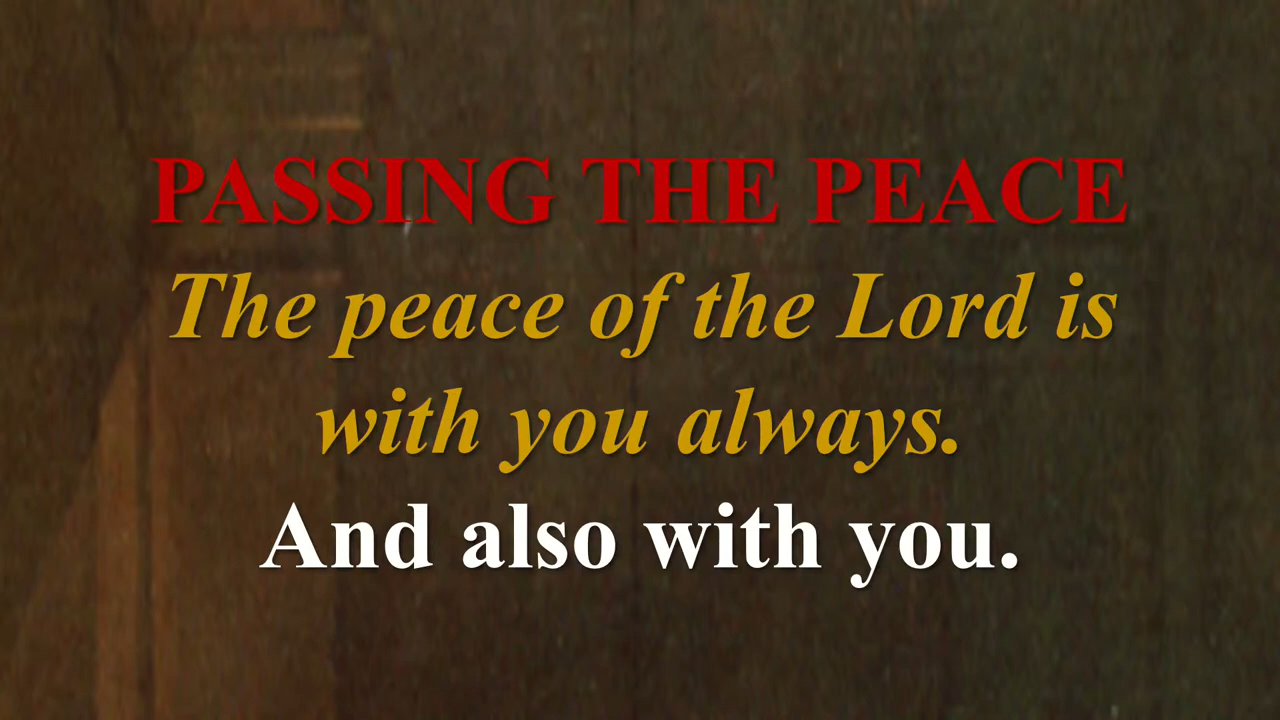 PASSING THE PEACE
The peace of the Lord is
with you always.
And also with you.